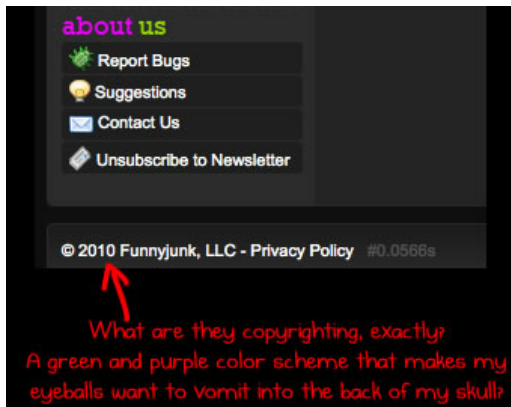 about us
Report Bugs
Suggestions
Contact Us
Unsubscribe to Newsletter
© 2010 Funnyjunk, LLC - Privacy Policy #0.0566s
What are they copyrighting, exactly?
A green and purple color scheme that makes my
eyeballs want to vomit into the back of my skull?